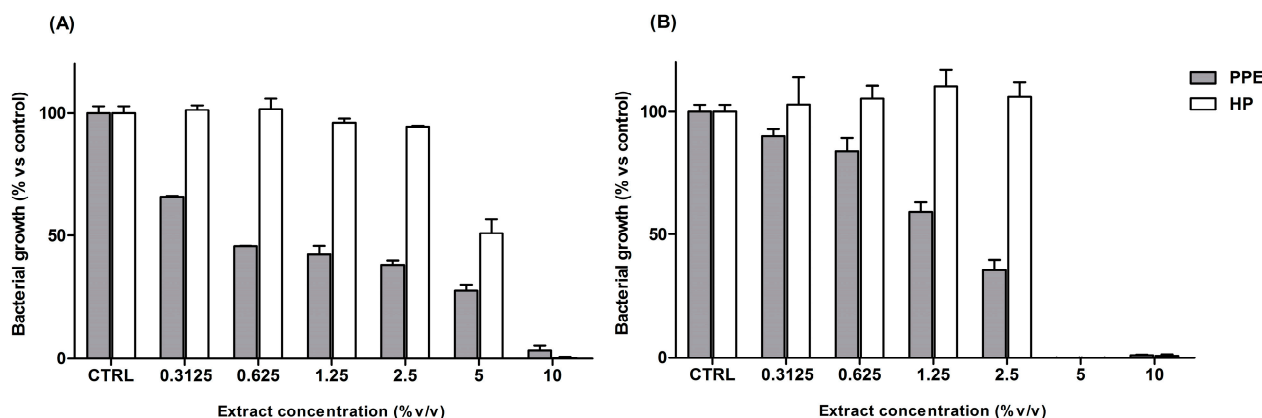 (A)
Bacterial growth (% vs control)
100
50
0
CTRL 0.3125 0.625 1.25 2.5 5 10
Extract concentration (% v/v)
(B)
Bacterial growth (% vs control)
100
50
0
CTRL 0.3125 0.625 1.25 2.5 5 10
Extract concentration (% v/v)
PPE
HP